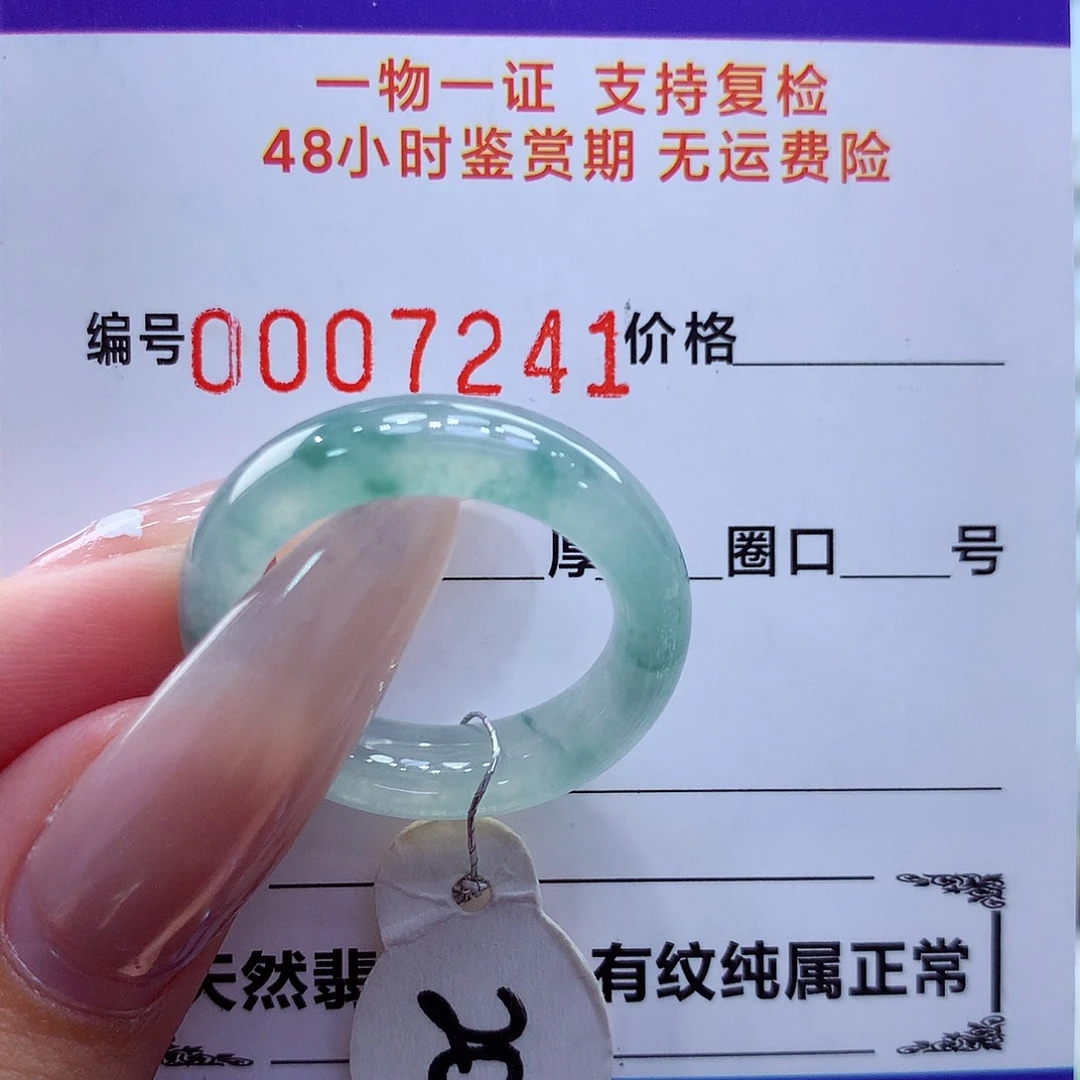 一物一证 支持复检
48小时鉴赏期 无运费险
编号0007241价格
厚 圈口 号
天然翡 有纹纯属正常